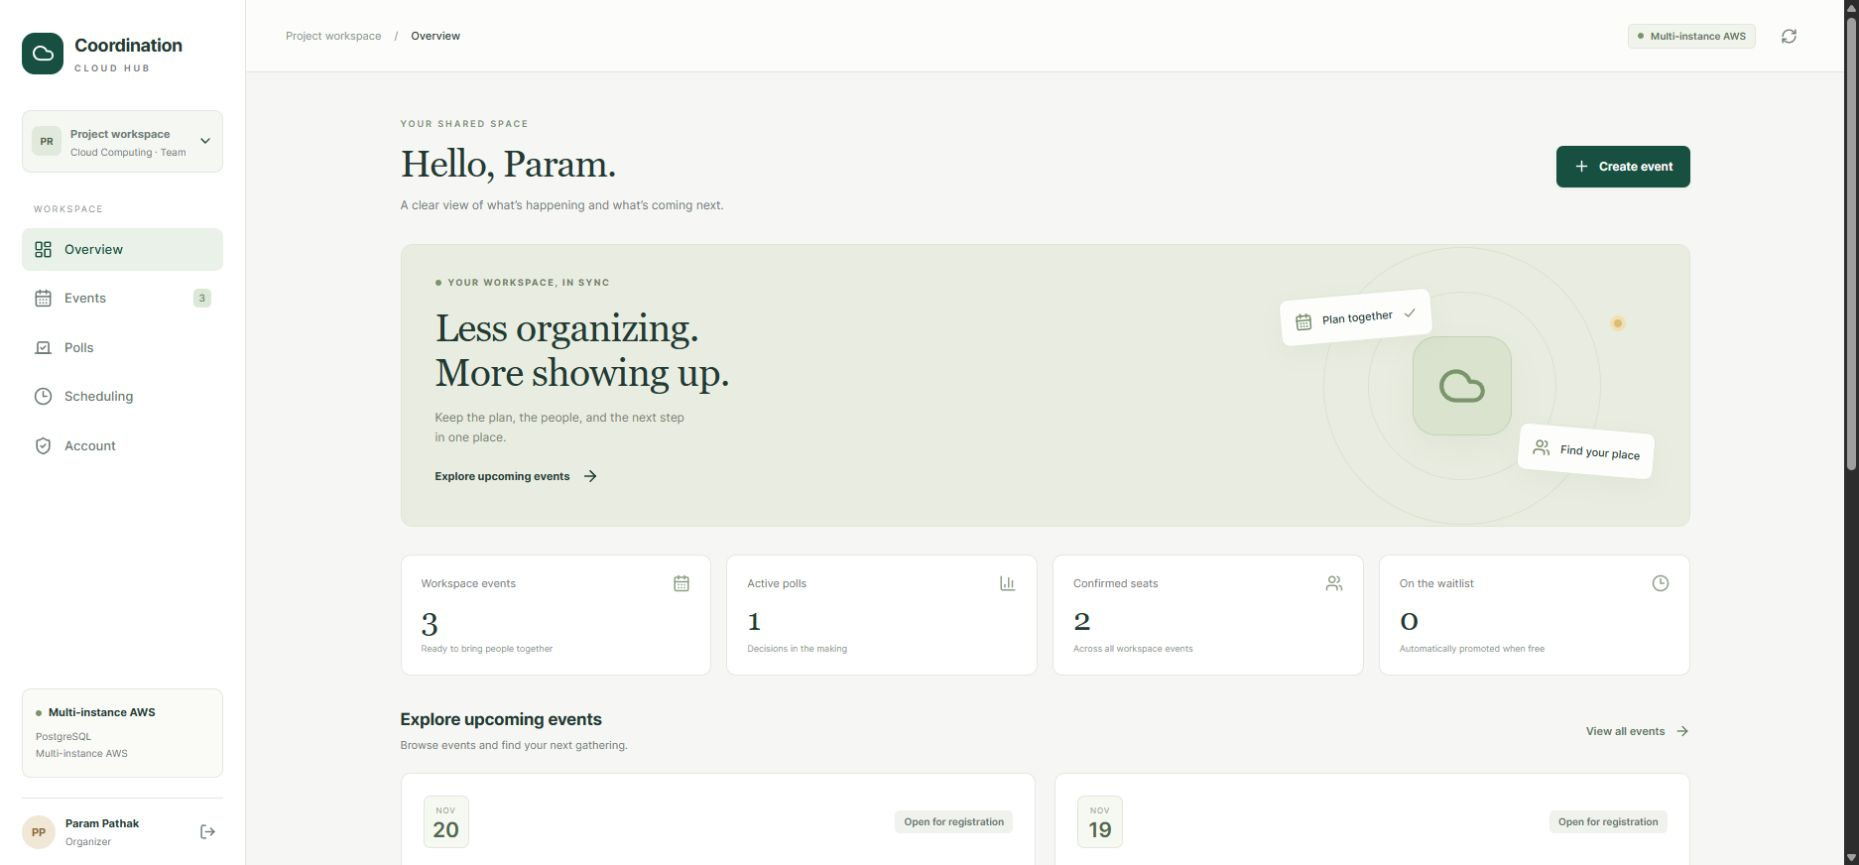 Coordination
CLOUD HUB
PR
Project workspace
Cloud Computing · Team
WORKSPACE
Overview
Events
3
Polls
Scheduling
Account
Multi-instance AWS
PostgreSQL
Multi-instance AWS
PP
Param Pathak
Organizer
Project workspace / Overview
Multi-instance AWS
YOUR SHARED SPACE
Hello, Param.
A clear view of what's happening and what's coming next.
Create event
YOUR WORKSPACE, IN SYNC
Less organizing.
More showing up.
Keep the plan, the people, and the next step
in one place.
Explore upcoming events
Plan together
Find your place
Workspace events
3
Ready to bring people together
Active polls
1
Decisions in the making
Confirmed seats
2
Across all workspace events
On the waitlist
0
Automatically promoted when free
Explore upcoming events
Browse events and find your next gathering.
View all events
NOV
20
Open for registration
NOV
19
Open for registration